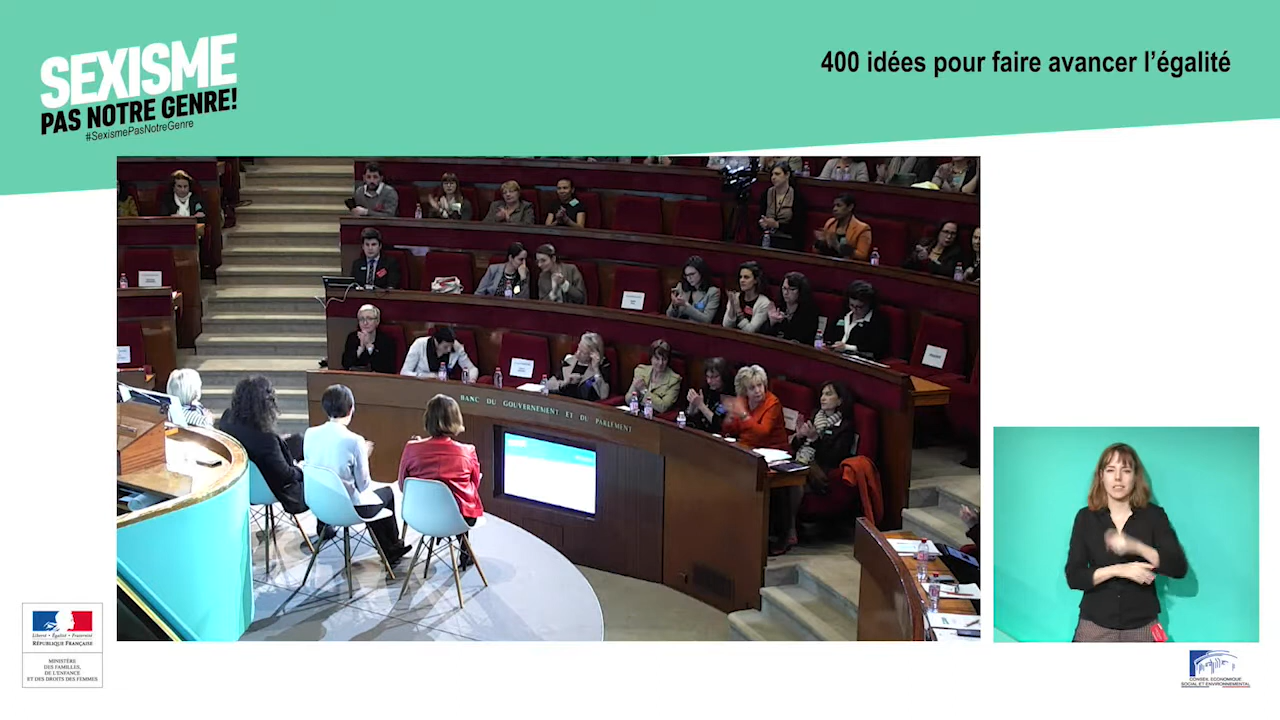 SEXISME
PAS NOTRE GENRE!
#SexismePasNotreGenre
400 idées pour faire avancer l’égalité
BANC DU GOUVERNEMENT ET DU PARLEMENT
Liberté • Égalité • Fraternité
RÉPUBLIQUE FRANÇAISE
MINISTÈRE
DES FAMILLES,
DE L'ENFANCE
ET DES DROITS DES FEMMES
CONSEIL ECONOMIQUE
SOCIAL ET ENVIRONNEMENTAL